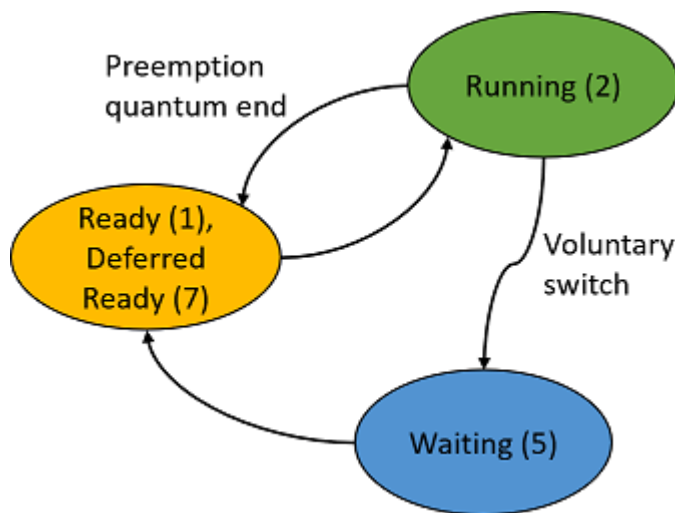 Preemption
quantum end
Running (2)
Ready (1),
Deferred
Ready (7)
Voluntary
switch
Waiting (5)